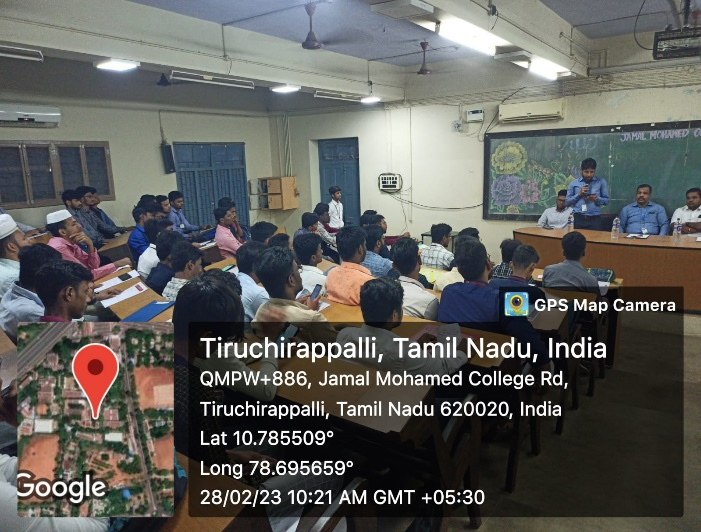 JAMAL MOHAMED CO
GPS Map Camera
Tiruchirappalli, Tamil Nadu, India
QMPW+886, Jamal Mohamed College Rd,
Tiruchirappalli, Tamil Nadu 620020, India
Lat 10.785509°
Long 78.695659°
28/02/23 10:21 AM GMT +05:30
Google